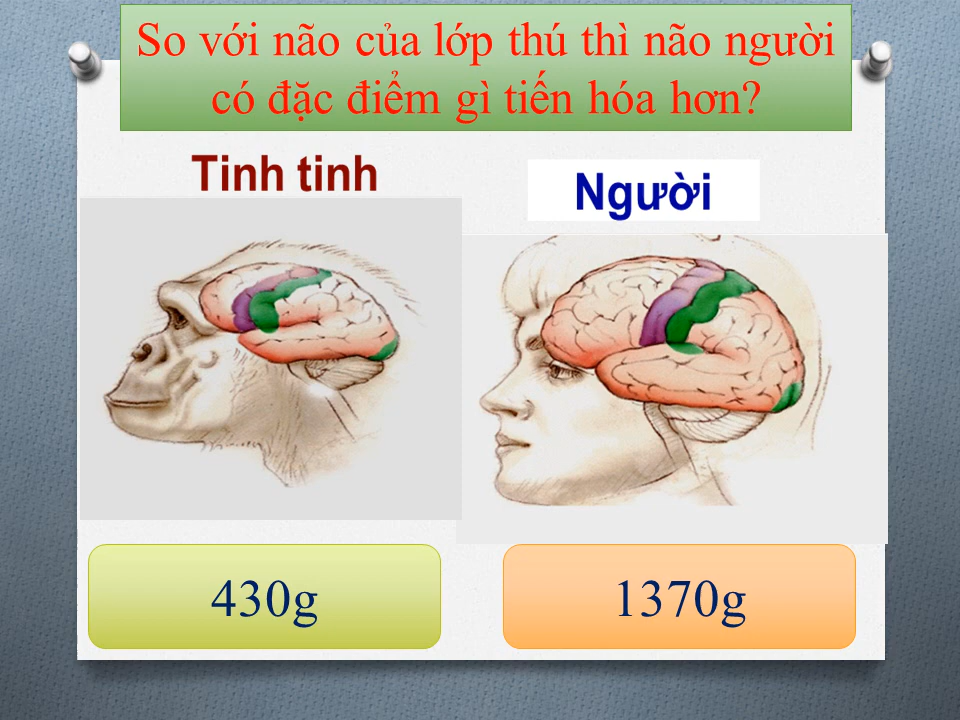 So với não của lớp thú thì não người
có đặc điểm gì tiến hóa hơn?
Tinh tinh
Người
430g
1370g